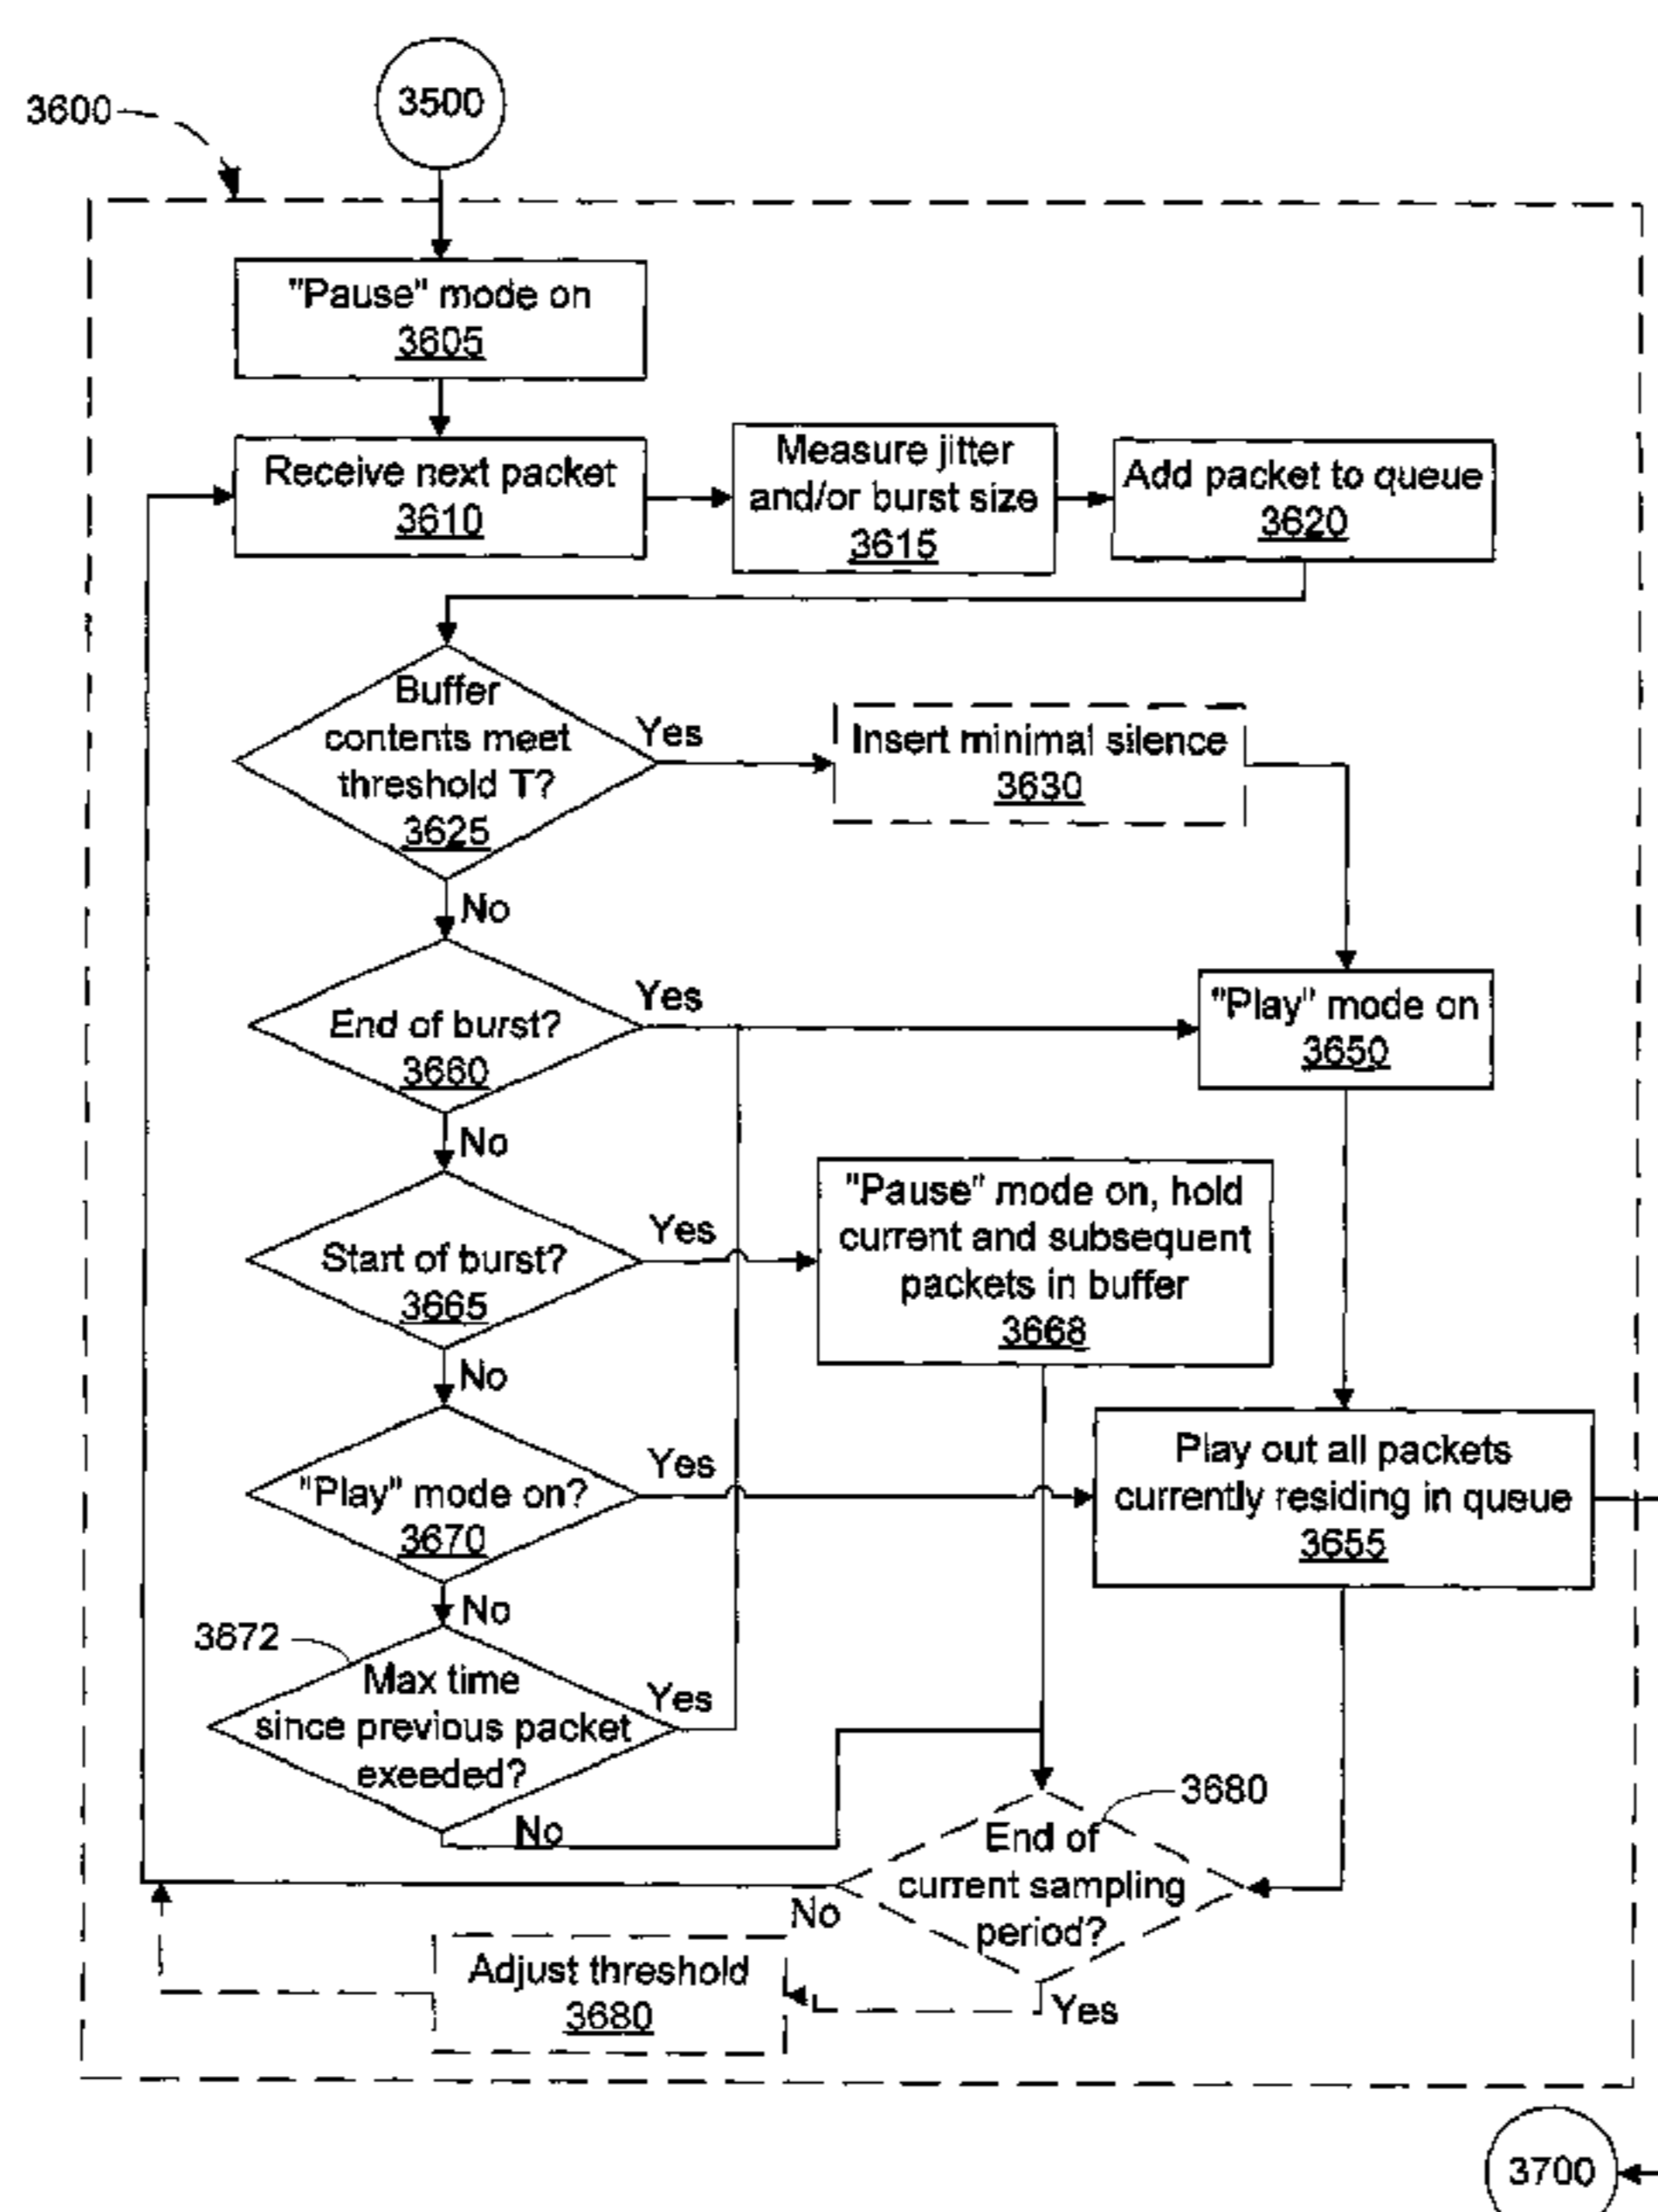 3500
3600
"Pause" mode on
3605
Receive next packet
3610
Measure jitter
and/or burst size
3615
Add packet to queue
3620
Buffer
contents meet
threshold T?
3625
Yes
Insert minimal silence
3630
No
End of burst?
3660
Yes
"Play" mode on
3650
No
Start of burst?
3665
Yes
"Pause" mode on, hold
current and subsequent
packets in buffer
3668
No
"Play" mode on?
3670
Yes
Play out all packets
currently residing in queue
3655
No
3672
Max time
since previous packet
exeeded?
Yes
No
3680
End of
current sampling
period?
No
Yes
Adjust threshold
3680
3700